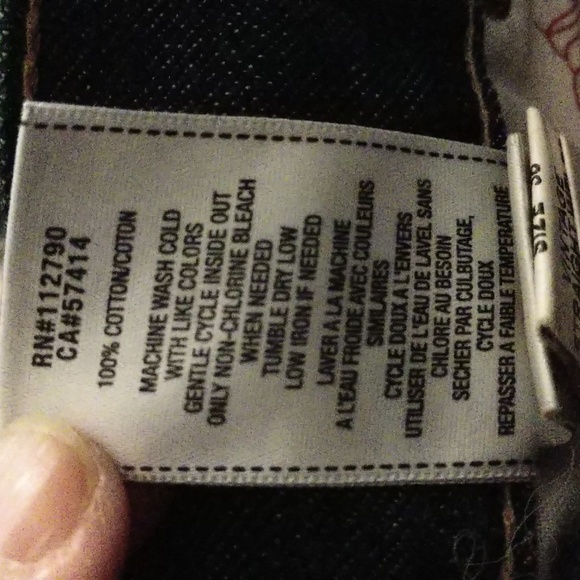 RN#112790
CA#57414
100% COTTON/COTON
MACHINE WASH COLD
WITH LIKE COLORS
GENTLE CYCLE INSIDE OUT
ONLY NON-CHLORINE BLEACH
WHEN NEEDED
TUMBLE DRY LOW
LOW IRON IF NEEDED
LAVER A LA MACHINE
A L'EAU FROIDE AVEC COULEURS
SIMILAIRES
CYCLE DOUX A L'ENVERS
UTILISER DE L'EAU DE LAVEL SANS
CHLORE AU BESOIN
SECHER PAR CULBUTAGE,
CYCLE DOUX
REPASSER A FAIBLE TEMPERATURE
SIZE